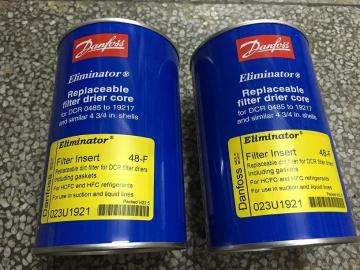 Danfoss
Eliminator®
Replaceable
filter drier core
for DCR 0485 to 19217
and similar 4 3/4 in. shells
Eliminator®
Filter Insert 48-F
Replaceable dirt filter for DCR filter driers
Including gaskets
For HCFC and HFC refrigerants
For use in suction and liquid lines
023U1921
Danfoss
Danfoss
Eliminator®
Replaceable
filter drier core
for DCR 0485 to 19217
and similar 4 3/4 in. shells
Eliminator®
Filter Insert 48-F
Replaceable dirt filter for DCR filter driers
Including gaskets
For HCFC and HFC refrigerants
For use in suction and liquid lines
023U1921
Danfoss